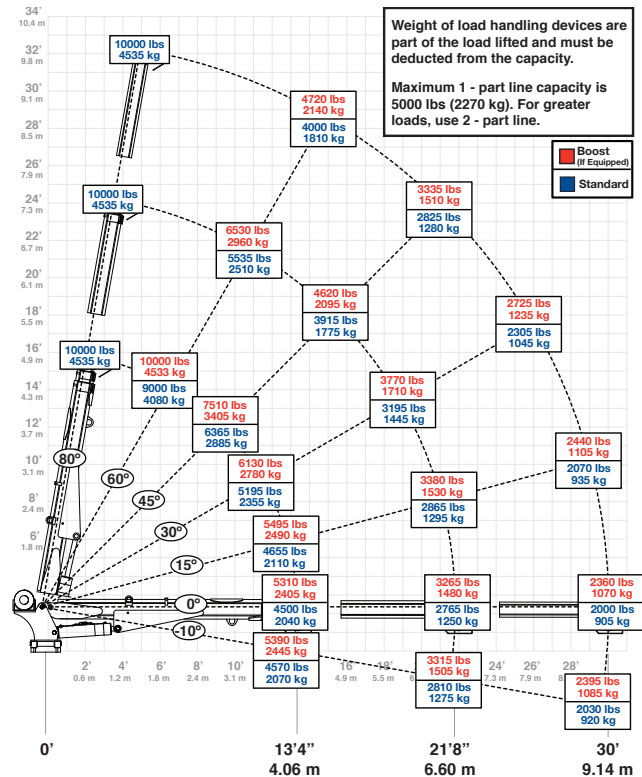 34’
10.4 m
32’
9.8 m
30’
9.1 m
28’
8.5 m
26’
7.9 m
24’
7.3 m
22’
6.7 m
20’
6.1 m
18’
5.5 m
16’
4.9 m
14’
4.3 m
12’
3.7 m
10’
3.1 m
8’
2.4 m
6’
1.8 m
Weight of load handling devices are
part of the load lifted and must be
deducted from the capacity.
Maximum 1 - part line capacity is
5000 lbs (2270 kg). For greater
loads, use 2 - part line.
Boost
(If Equipped)
Standard
10000 lbs
4535 kg
4720 lbs
2140 kg
4000 lbs
1810 kg
3335 lbs
1510 kg
2825 lbs
1280 kg
10000 lbs
4535 kg
6530 lbs
2960 kg
5535 lbs
2510 kg
4620 lbs
2095 kg
3915 lbs
1775 kg
2725 lbs
1235 kg
2305 lbs
1045 kg
10000 lbs
4535 kg
10000 lbs
4533 kg
9000 lbs
4080 kg
7510 lbs
3405 kg
6365 lbs
2885 kg
3770 lbs
1710 kg
3195 lbs
1445 kg
6130 lbs
2780 kg
5195 lbs
2355 kg
3380 lbs
1530 kg
2865 lbs
1295 kg
2440 lbs
1105 kg
2070 lbs
935 kg
5495 lbs
2490 kg
4655 lbs
2110 kg
5310 lbs
2405 kg
4500 lbs
2040 kg
3265 lbs
1480 kg
2765 lbs
1250 kg
2360 lbs
1070 kg
2000 lbs
905 kg
5390 lbs
2445 kg
4570 lbs
2070 kg
3315 lbs
1505 kg
2810 lbs
1275 kg
2395 lbs
1085 kg
2030 lbs
920 kg
80º
60º
45º
30º
15º
0º
-10º
2’ 4’ 6’ 8’ 10’ 16 18’ 24’ 26’ 28’
0.6 m 1.2 m 1.8 m 2.4 m 3.1 m 4.9 m 5.5 m 7.3 m 7.9 m
0’ 13’4” 21’8” 30’
4.06 m 6.60 m 9.14 m